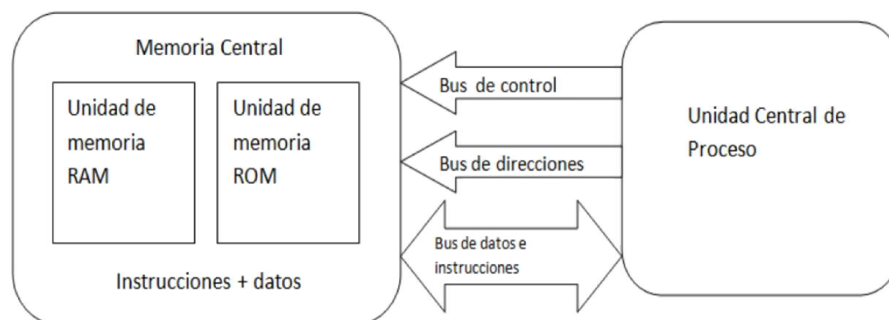 Memoria Central
Unidad de
memoria
RAM
Unidad de
memoria
ROM
Instrucciones + datos
Bus de control
Bus de direcciones
Bus de datos e
instrucciones
Unidad Central de
Proceso